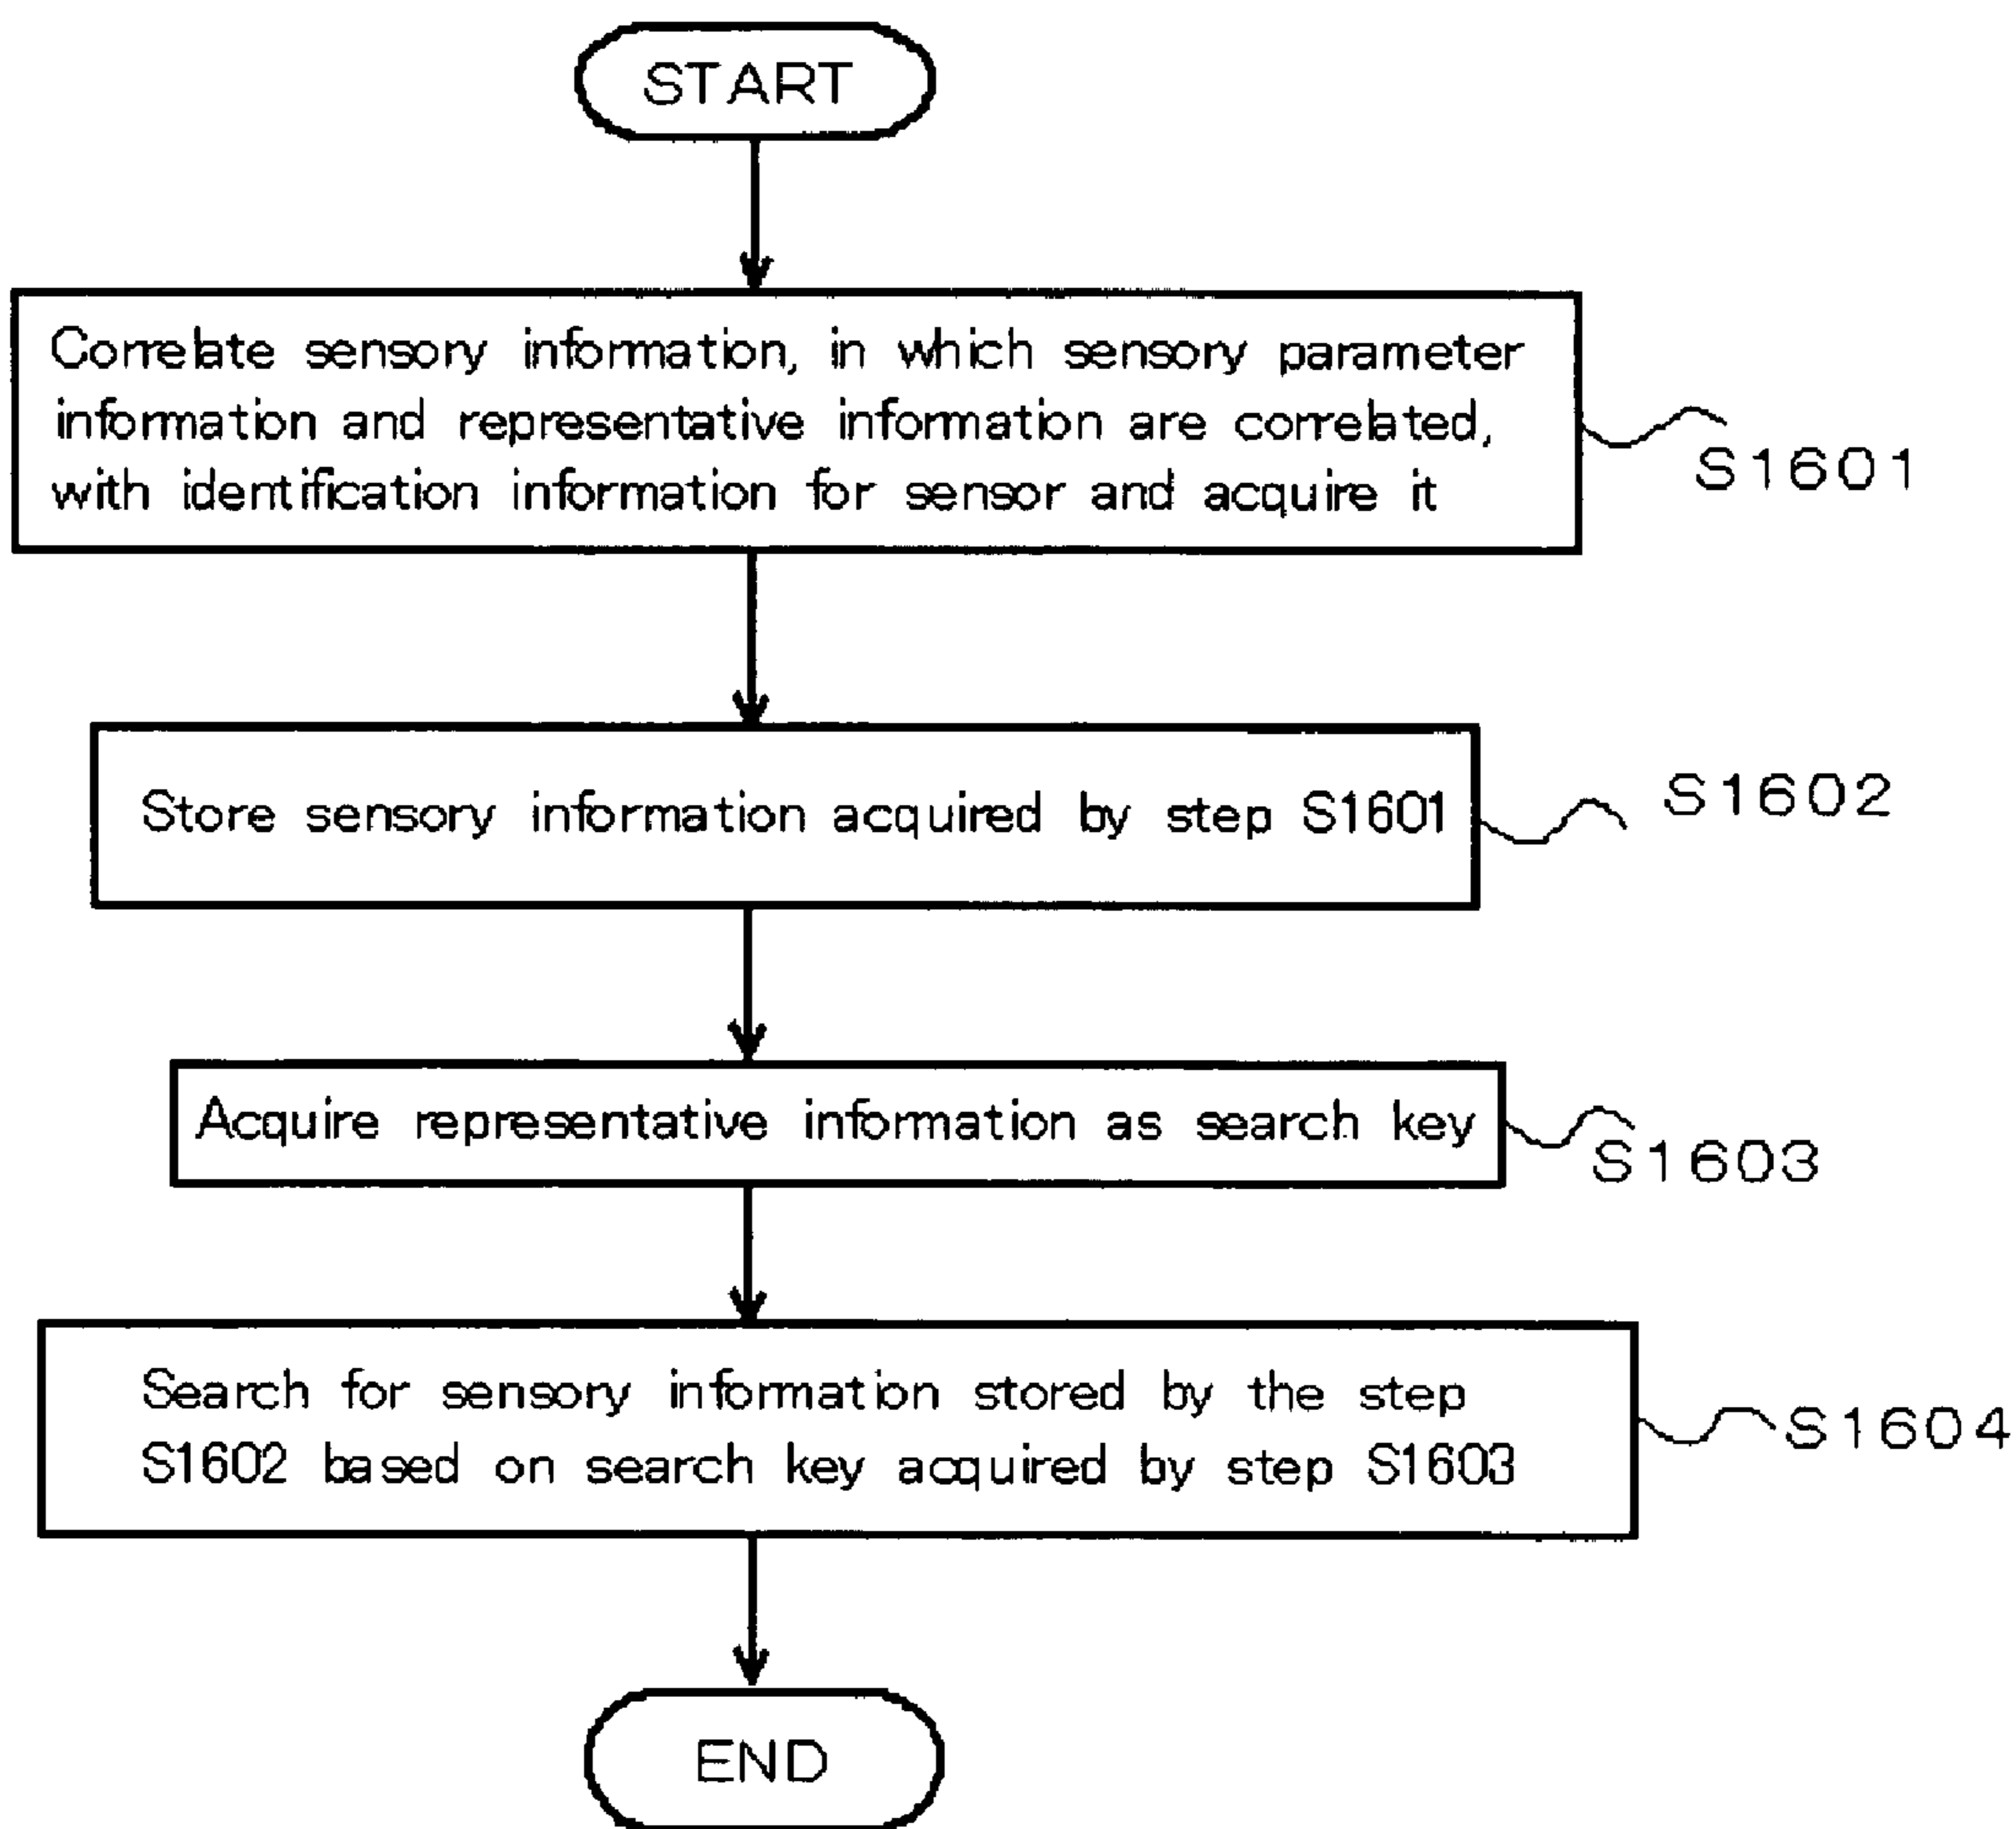 START
Correlate sensory information, in which sensory parameter
information and representative information are correlated,
with identification information for sensor and acquire it
S1601
Store sensory information acquired by step S1601
S1602
Acquire representative information as search key
S1603
Search for sensory information stored by the step
S1602 based on search key acquired by step S1603
S1604
END